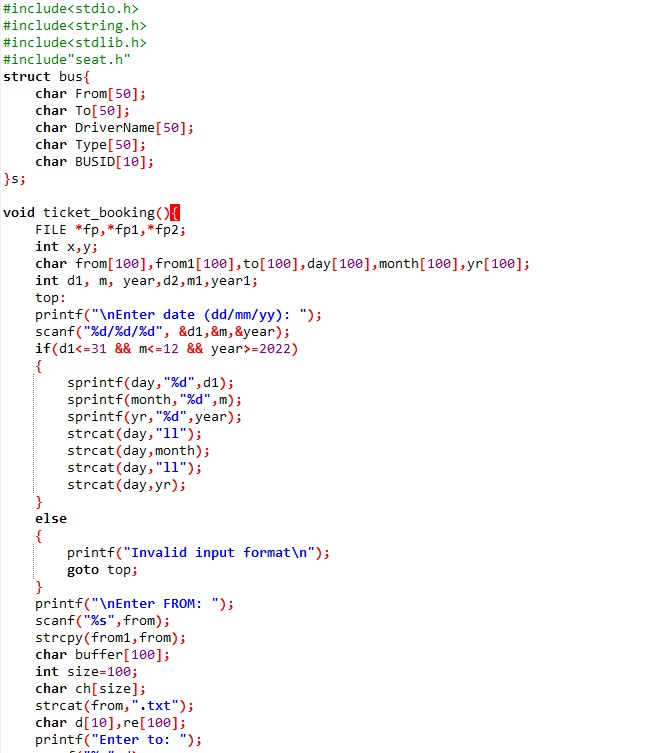 #include<stdio.h>
#include<string.h>
#include<stdlib.h>
#include"seat.h"
struct bus{
    char From[50];
    char To[50];
    char DriverName[50];
    char Type[50];
    char BUSID[10];
}s;

void ticket_booking(){
    FILE *fp,*fp1,*fp2;
    int x,y;
    char from[100],from1[100],to[100],day[100],month[100],yr[100];
    int d1, m, year,d2,m1,year1;
    top:
    printf("\nEnter date (dd/mm/yy): ");
    scanf("%d/%d/%d", &d1,&m,&year);
    if(d1<=31 && m<=12 && year>=2022)
    {
        sprintf(day,"%d",d1);
        sprintf(month,"%d",m);
        sprintf(yr,"%d",year);
        strcat(day,"ll");
        strcat(day,month);
        strcat(day,"ll");
        strcat(day,yr);
    }
    else
    {
        printf("Invalid input format\n");
        goto top;
    }
    printf("\nEnter FROM: ");
    scanf("%s",from);
    strcpy(from1,from);
    char buffer[100];
    int size=100;
    char ch[size];
    strcat(from,".txt");
    char d[10],re[100];
    printf("Enter to: ");